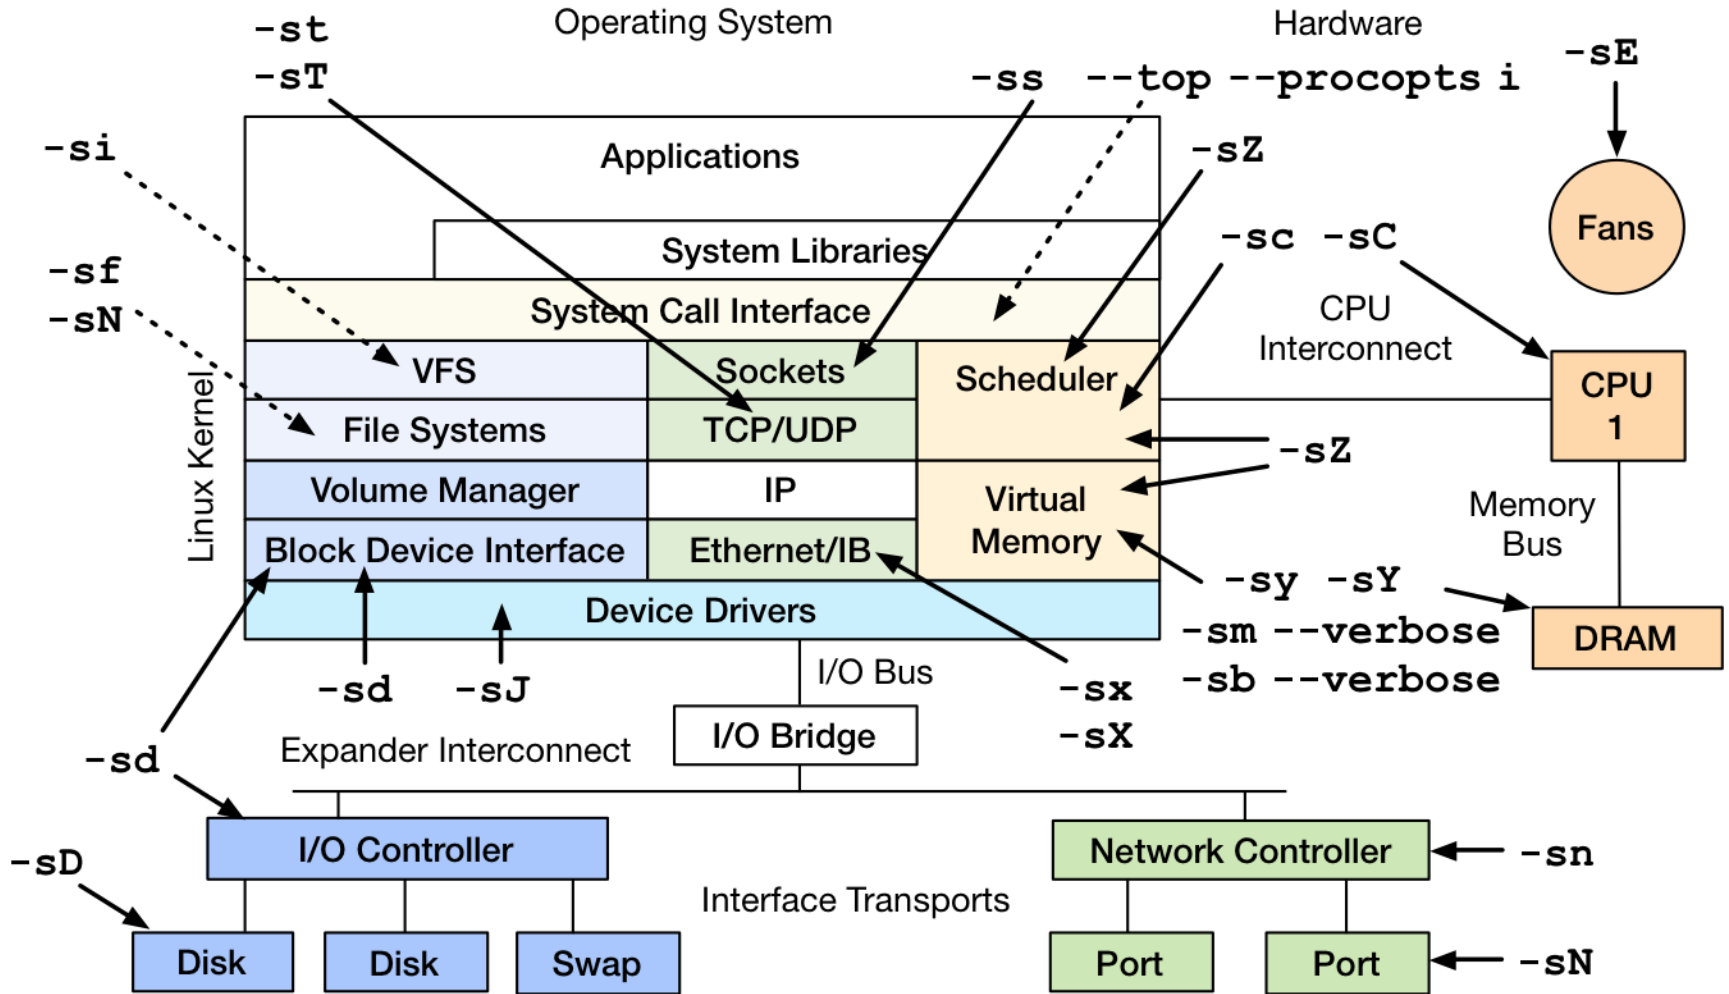 -st
Operating System
Hardware
-sE
-sT
-ss --top --procopts i
-si
Applications
-sZ
Fans
System Libraries
-sc -sC
-sf
-sN
System Call Interface
CPU
Interconnect
Linux Kernel
VFS
Sockets
Scheduler
CPU
1
File Systems
TCP/UDP
-sZ
Volume Manager
IP
Virtual
Memory
Memory
Bus
Block Device Interface
Ethernet/IB
-sy -sY
Device Drivers
-sm --verbose
DRAM
-sd
-sJ
I/O Bus
-sx
-sb --verbose
-sX
I/O Bridge
-sd
Expander Interconnect
I/O Controller
Network Controller
-sn
-sD
Interface Transports
Disk
Disk
Swap
Port
Port
-sN